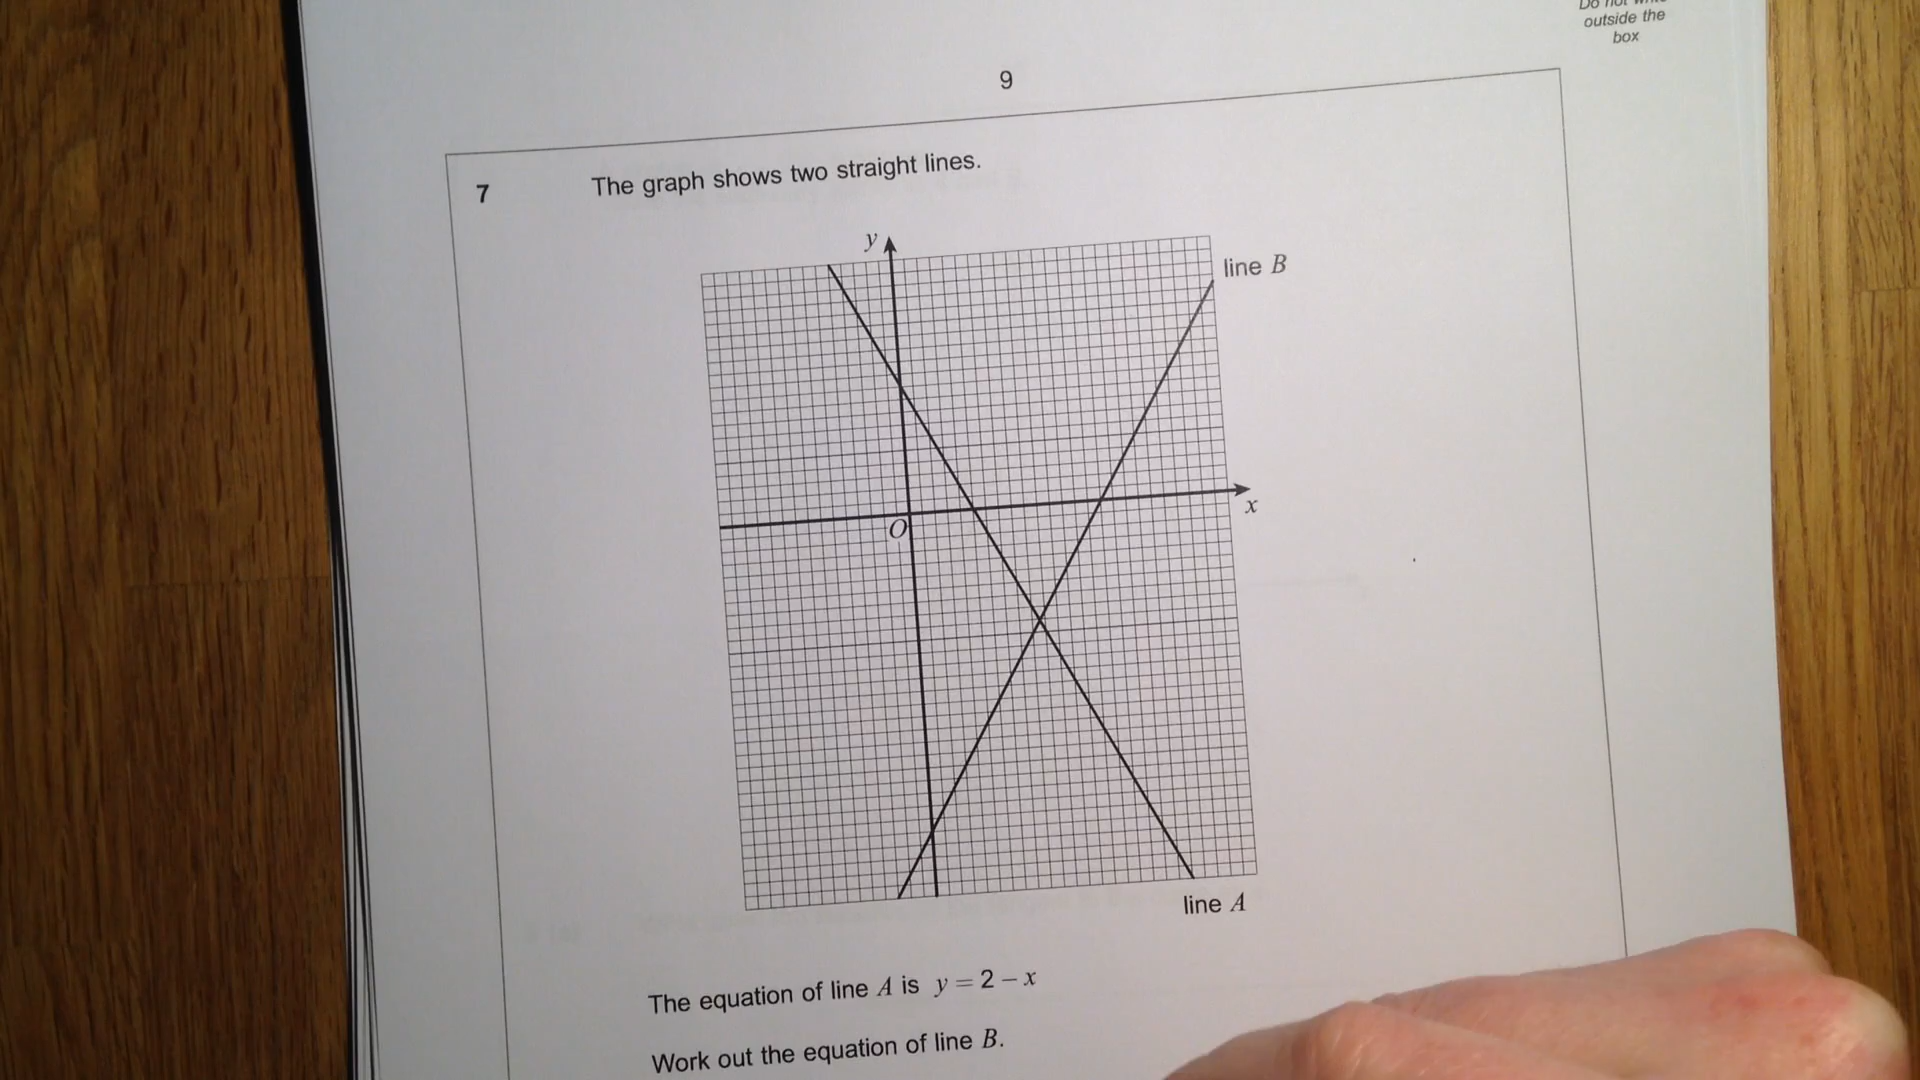 outside the
box
9
7 The graph shows two straight lines.
y
line B
x
O
line A
The equation of line A is y = 2 – x
Work out the equation of line B.